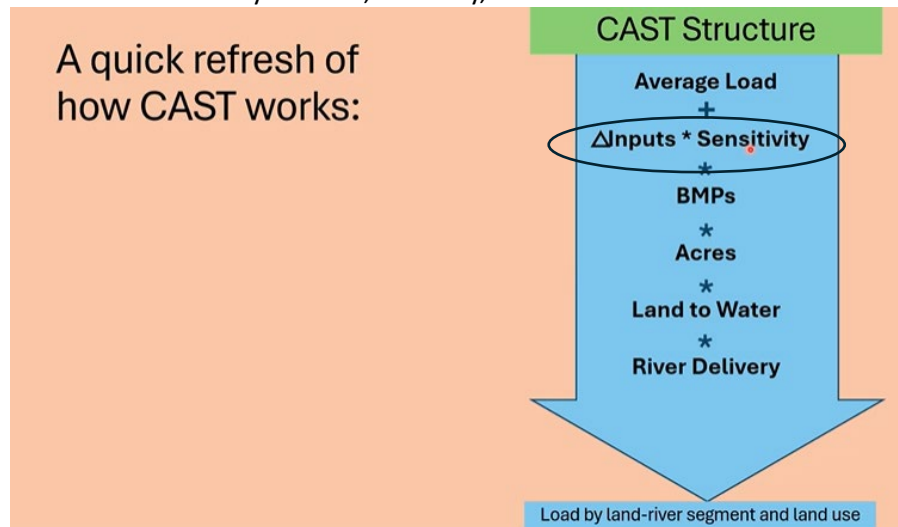 A quick refresh of
how CAST works:
CAST Structure
Average Load
+
△Inputs * Sensitivity
*
BMPs
*
Acres
*
Land to Water
*
River Delivery
Load by land-river segment and land use